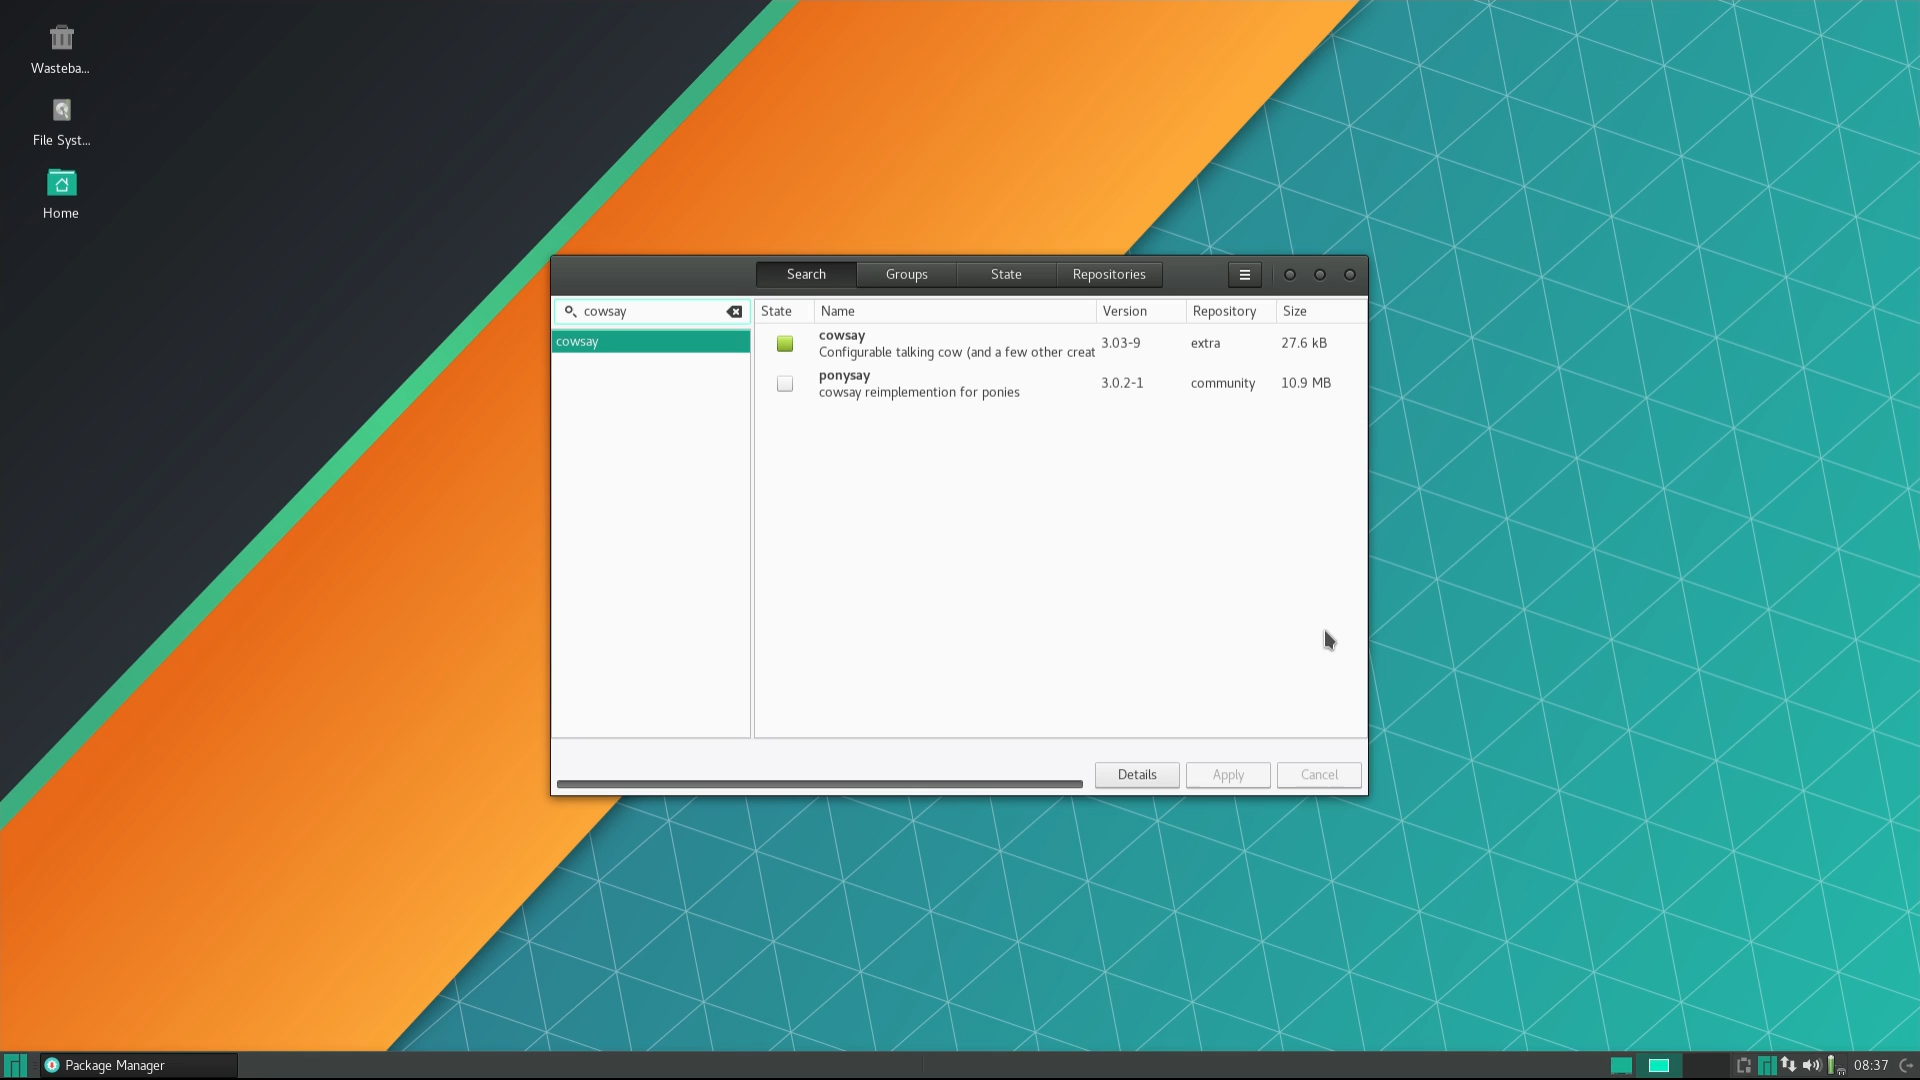 Wasteba...
File Syst...
Home
Search Groups State Repositories
cowsay
cowsay
State Name Version Repository Size
cowsay
Configurable talking cow (and a few other creat
3.03-9 extra 27.6 kB
ponysay
cowsay reimplemention for ponies
3.0.2-1 community 10.9 MB
Details Apply Cancel
Package Manager
08:37